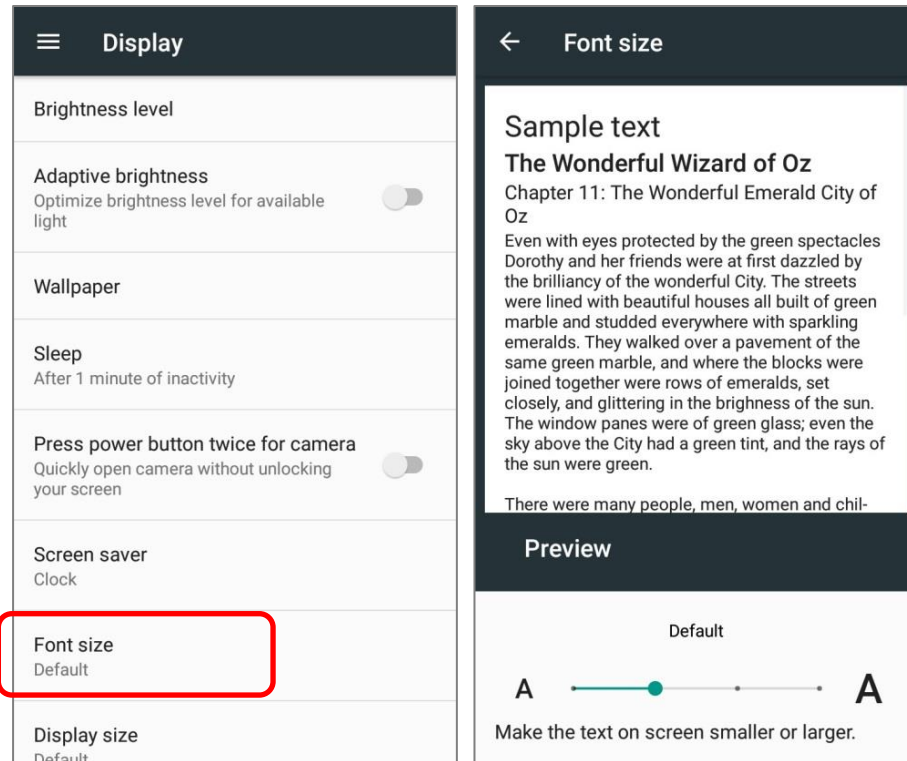 Display
Brightness level
Adaptive brightness
Optimize brightness level for available
light
Wallpaper
Sleep
After 1 minute of inactivity
Press power button twice for camera
Quickly open camera without unlocking
your screen
Screen saver
Clock
Font size
Default
Display size
Default
Font size
Sample text
The Wonderful Wizard of Oz
Chapter 11: The Wonderful Emerald City of
Oz
Even with eyes protected by the green spectacles
Dorothy and her friends were at first dazzled by
the brilliancy of the wonderful City. The streets
were lined with beautiful houses all built of green
marble and studded everywhere with sparkling
emeralds. They walked over a pavement of the
same green marble, and where the blocks were
joined together were rows of emeralds, set
closely, and glittering in the brighness of the sun.
The window panes were of green glass; even the
sky above the City had a green tint, and the rays of
the sun were green.
There were many people, men, women and chil-
Preview
Default
A A
Make the text on screen smaller or larger.